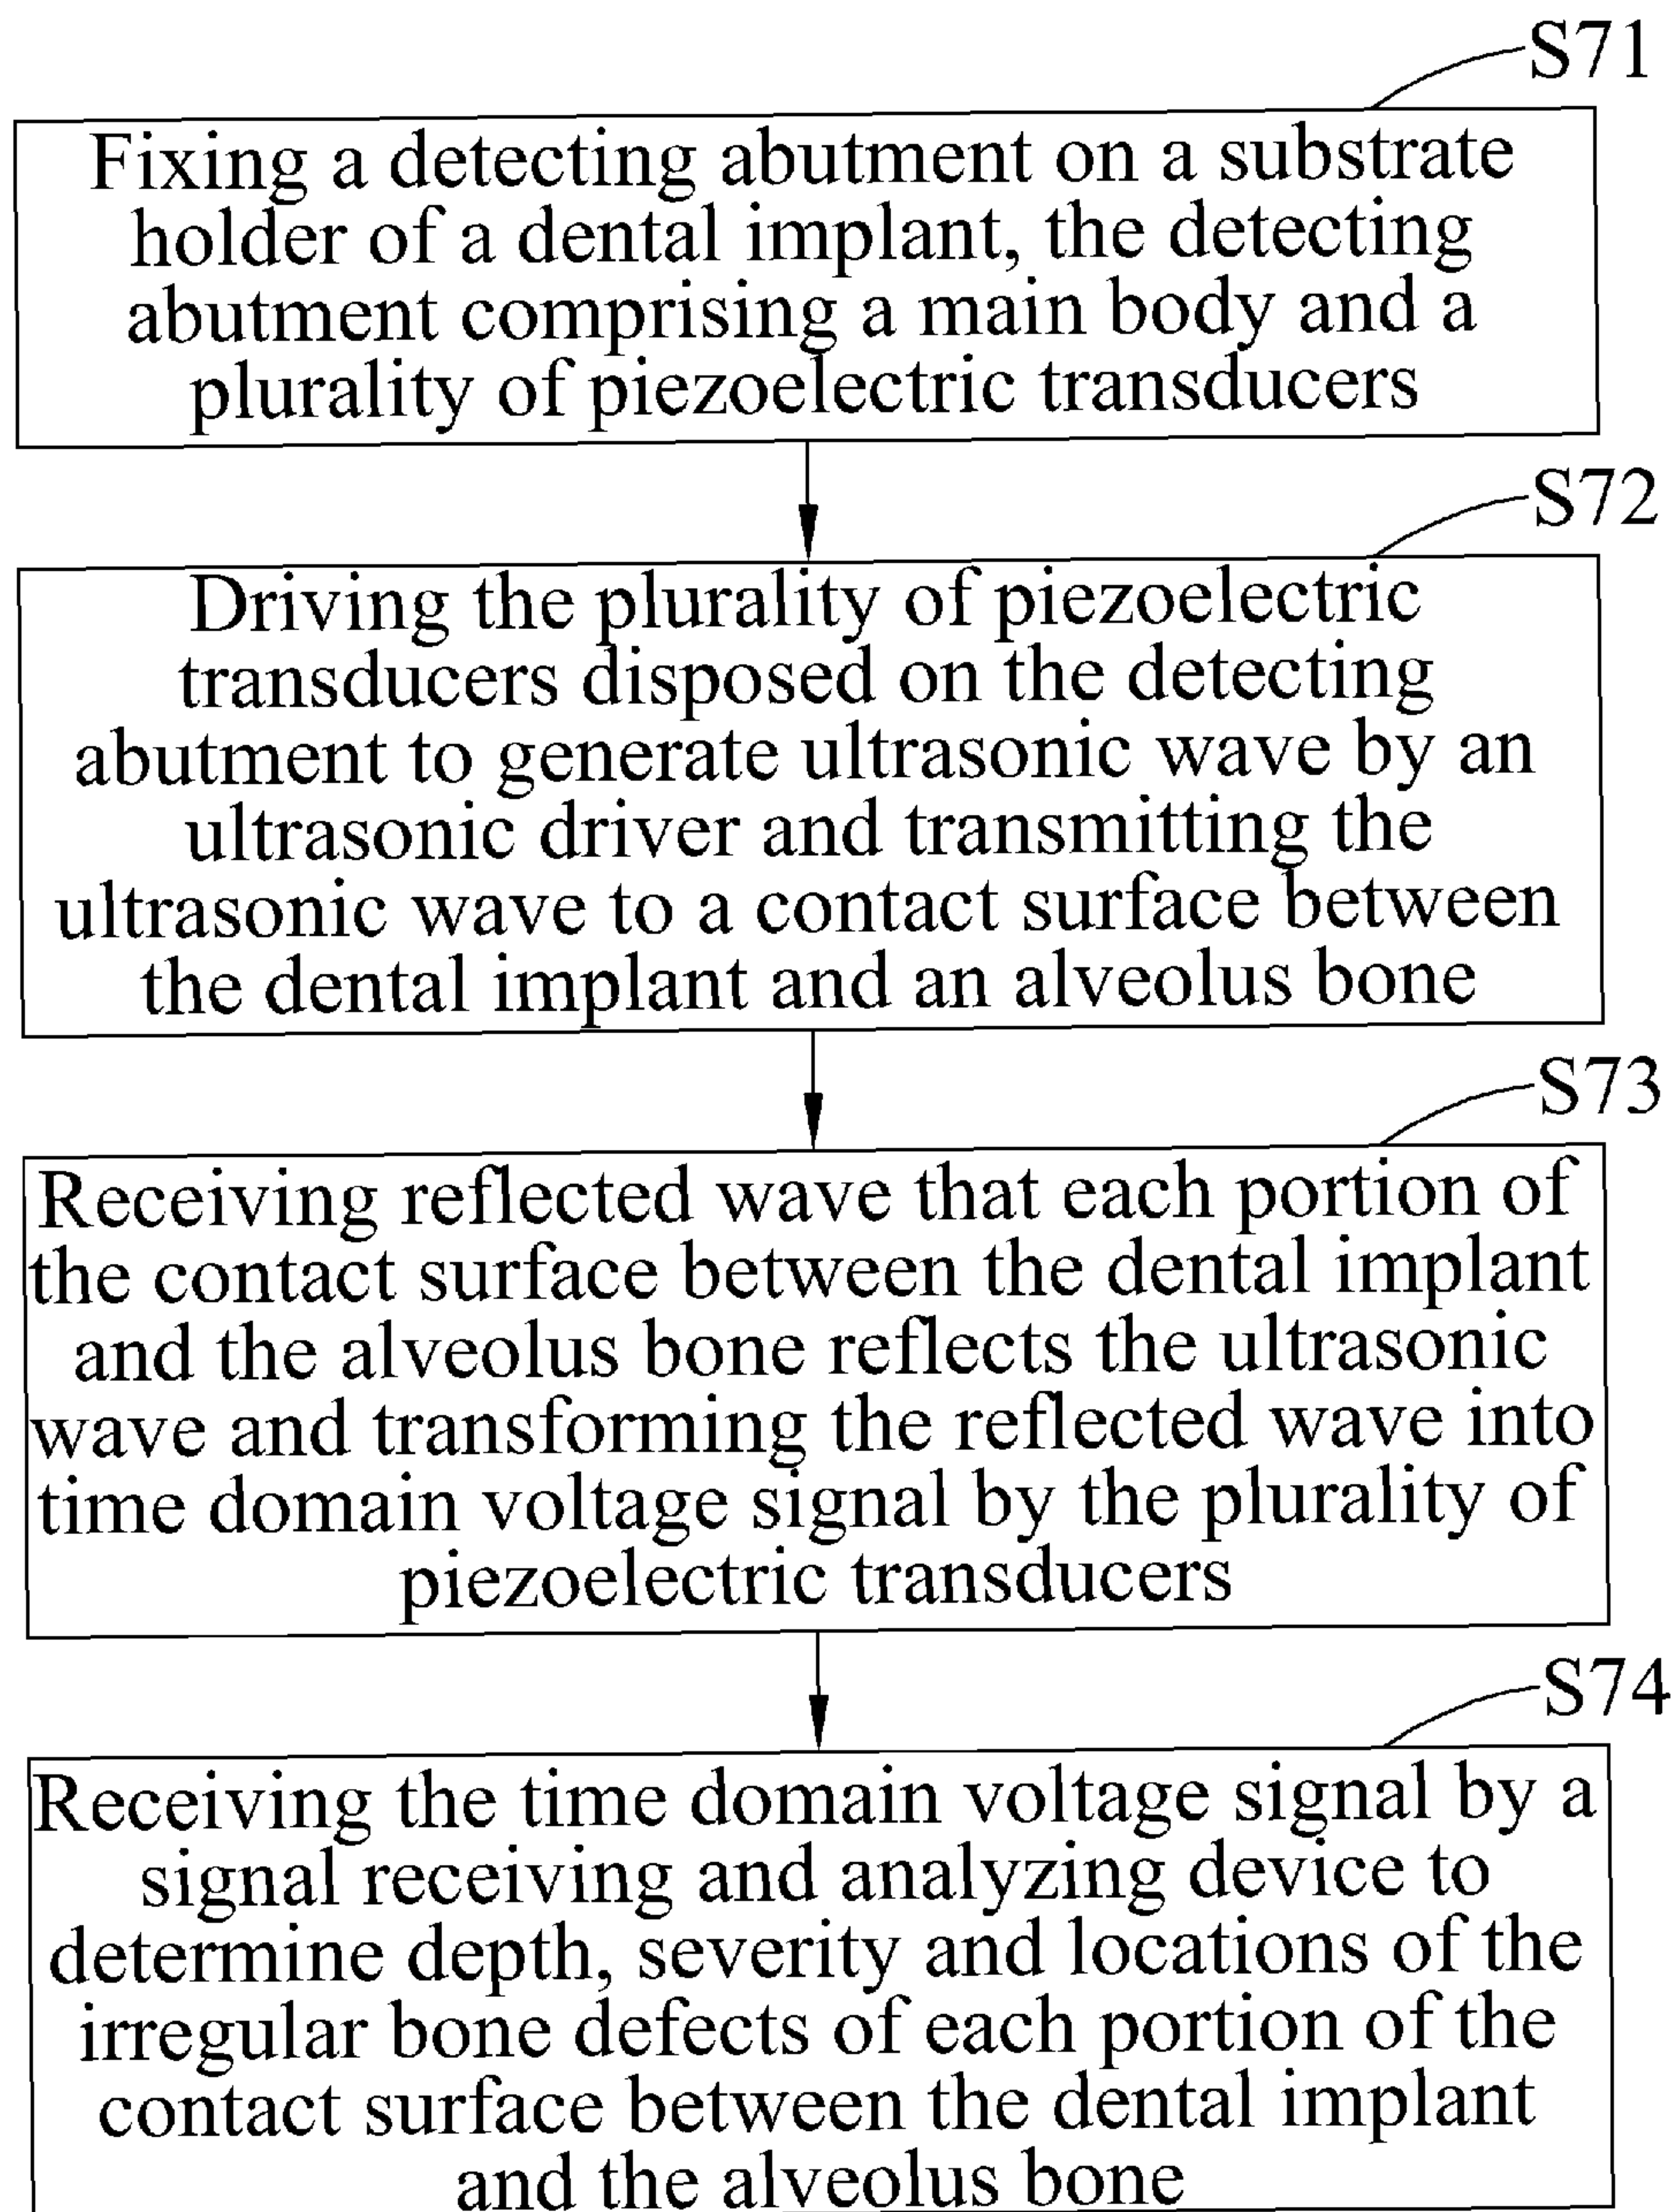 S71
Fixing a detecting abutment on a substrate
holder of a dental implant, the detecting
abutment comprising a main body and a
plurality of piezoelectric transducers
S72
Driving the plurality of piezoelectric
transducers disposed on the detecting
abutment to generate ultrasonic wave by an
ultrasonic driver and transmitting the
ultrasonic wave to a contact surface between
the dental implant and an alveolus bone
S73
Receiving reflected wave that each portion of
the contact surface between the dental implant
and the alveolus bone reflects the ultrasonic
wave and transforming the reflected wave into
time domain voltage signal by the plurality of
piezoelectric transducers
S74
Receiving the time domain voltage signal by a
signal receiving and analyzing device to
determine depth, severity and locations of the
irregular bone defects of each portion of the
contact surface between the dental implant
and the alveolus bone